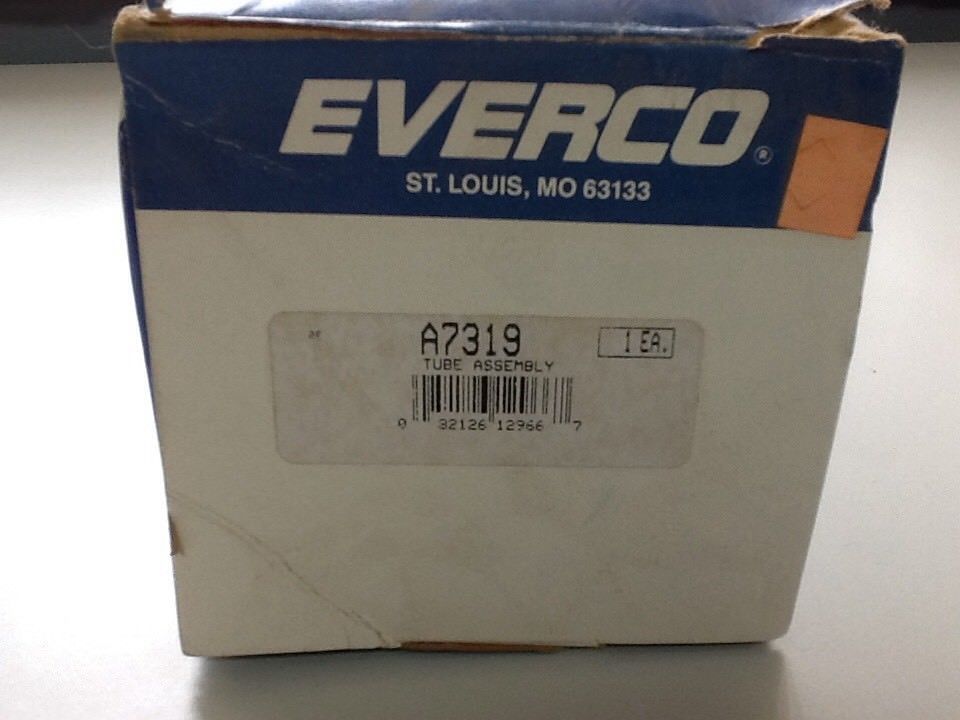 EVERCO®
ST. LOUIS, MO 63133
A7319
1 EA.
TUBE ASSEMBLY
0 32126 12966 7